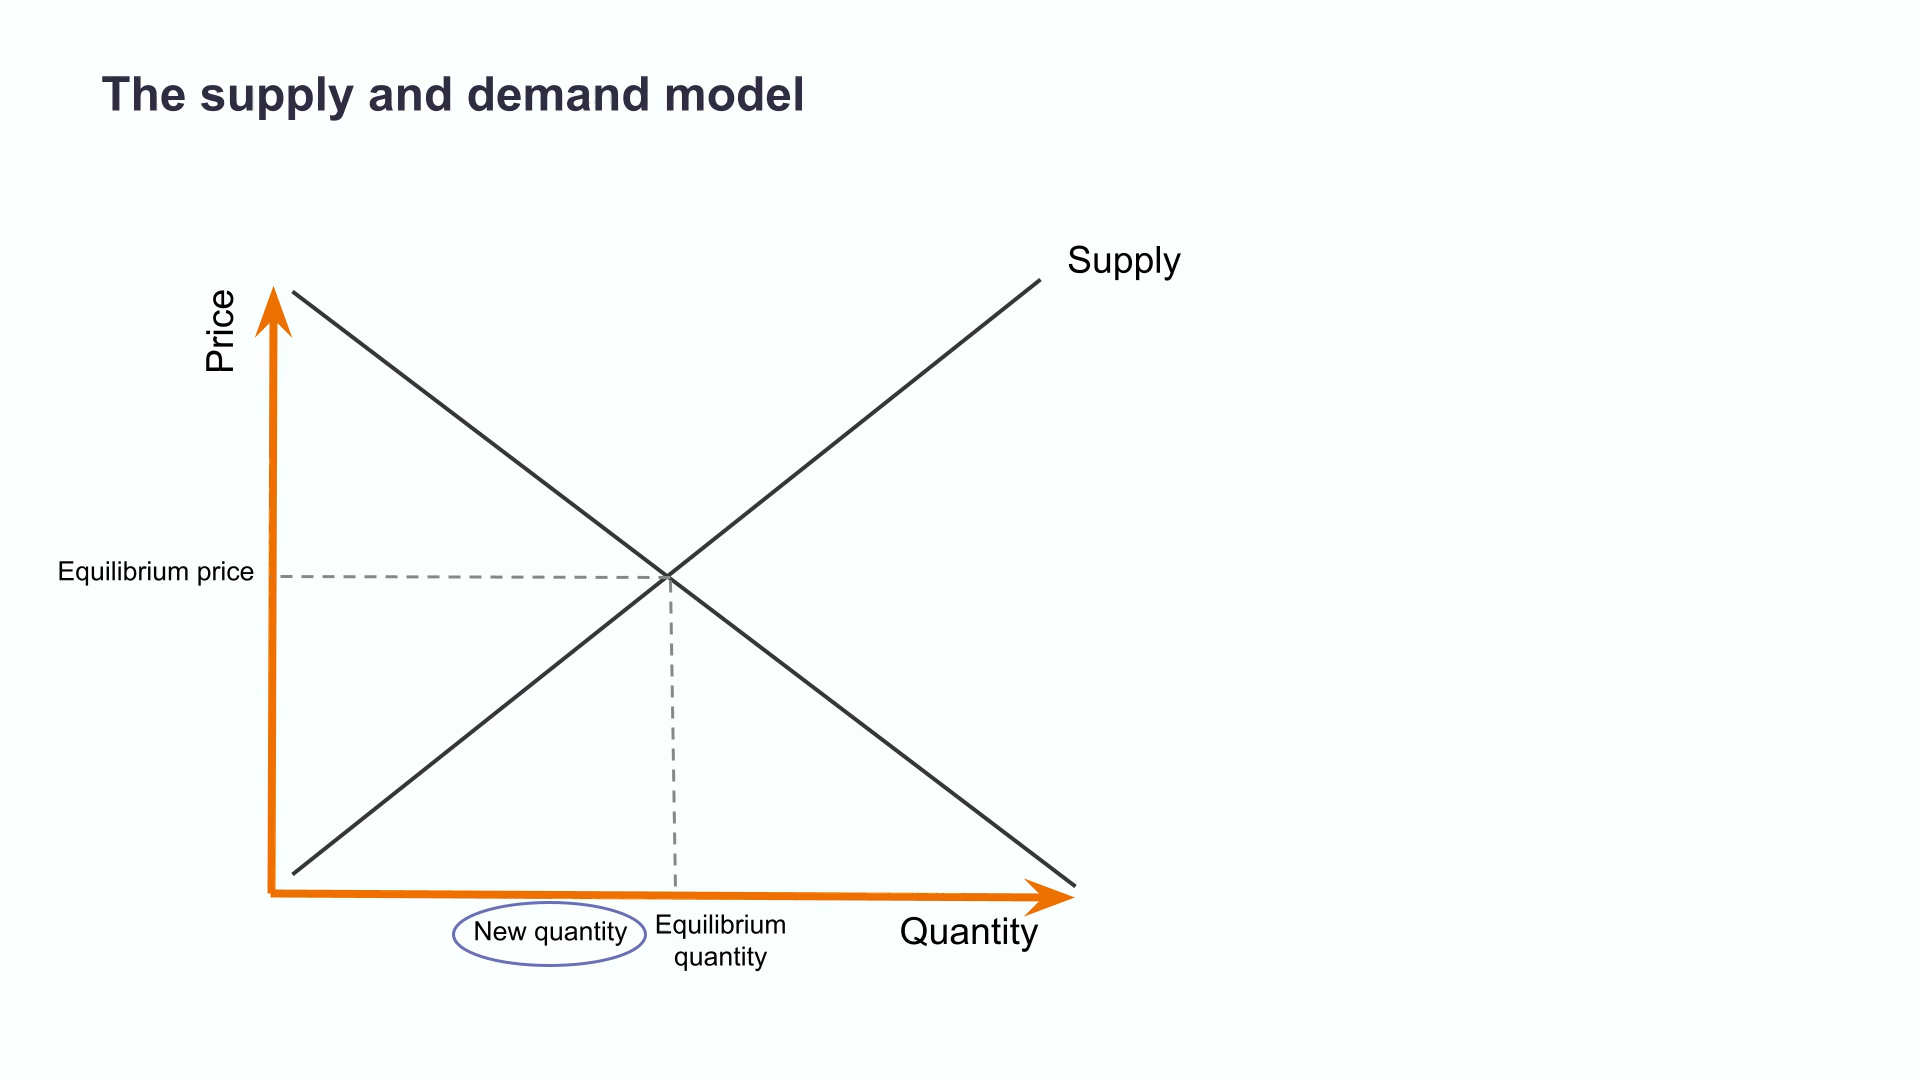 The supply and demand model
Supply
Price
Equilibrium price
New quantity
Equilibrium
quantity
Quantity